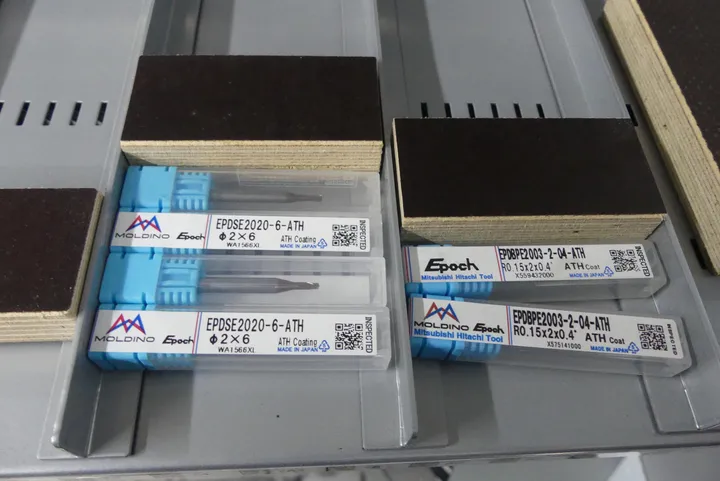 MOLDINO Epoch
EPDSE2020-6-ATH
φ2×6
ATH Coating
WA1566XL
MADE IN JAPAN
INSPECTED
MOLDINO Epoch
EPDSE2020-6-ATH
φ2×6
ATH Coating
WA1566XL
MADE IN JAPAN
INSPECTED
Epoch
Mitsubishi Hitachi Tool
EPDBPE2003-2-04-ATH
R0.15x2x0.4゜ ATH Coat
X5594X2000
MADE IN JAPAN
MOLDINO Epoch
Mitsubishi Hitachi Tool
EPDBPE2003-2-04-ATH
R0.15x2x0.4゜ ATH Coat
X575141000
MADE IN JAPAN
INSPECTED